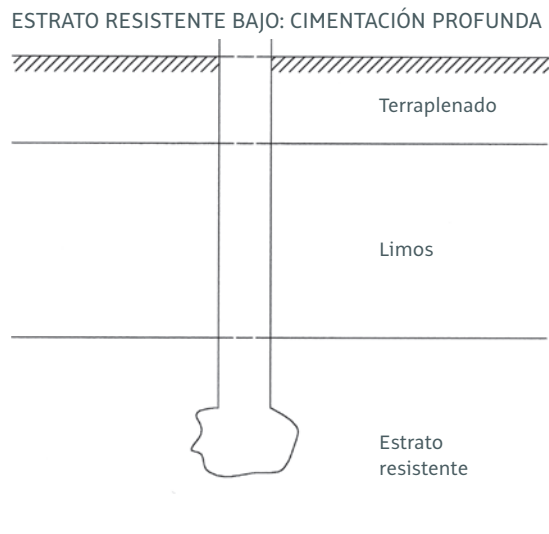 ESTRATO RESISTENTE BAJO: CIMENTACIÓN PROFUNDA
Terraplenado
Limos
Estrato
resistente